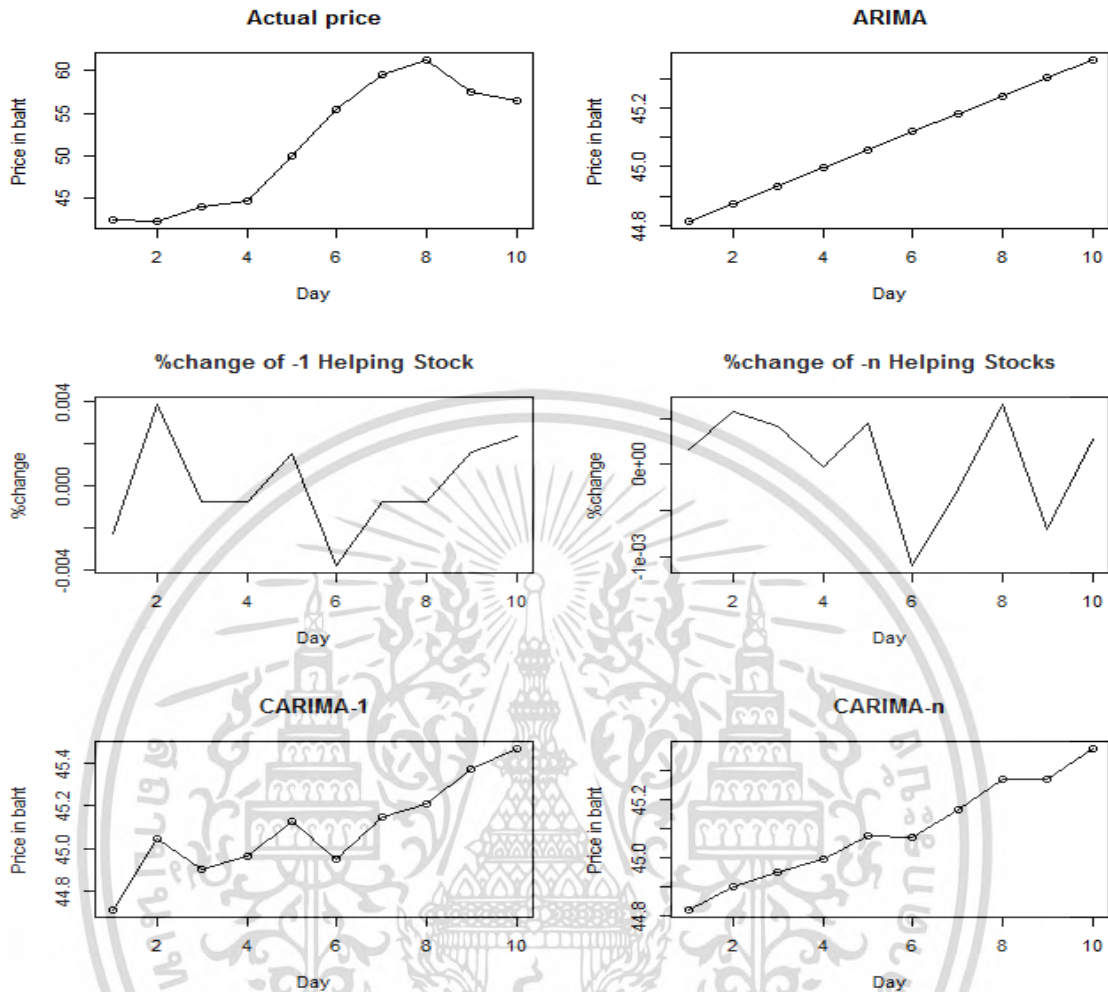 Actual price
Price in baht
60
55
50
45
2 4 6 8 10
Day
ARIMA
Price in baht
45.2
45.0
44.8
2 4 6 8 10
Day
%change of -1 Helping Stock
%change
0.004
0.000
-0.004
2 4 6 8 10
Day
%change of -n Helping Stocks
%change
0e+00
-1e-03
2 4 6 8 10
Day
CARIMA-1
Price in baht
45.4
45.2
45.0
44.8
2 4 6 8 10
Day
CARIMA-n
Price in baht
45.2
45.0
44.8
2 4 6 8 10
Day